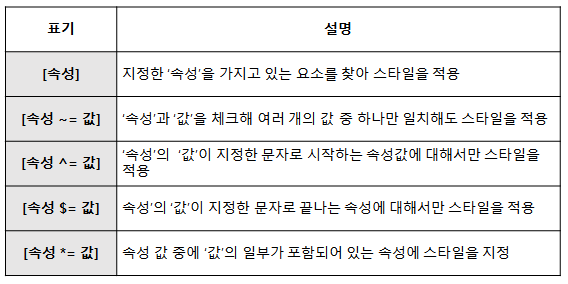 표기 설명
[속성] 지정한 '속성'을 가지고 있는 요소를 찾아 스타일을 적용
[속성 ~= 값] '속성'과 '값'을 체크해 여러 개의 값 중 하나만 일치해도 스타일을 적용
[속성 ^= 값] '속성'의 '값'이 지정한 문자로 시작하는 속성값에 대해서만 스타일을
적용
[속성 $= 값] 속성'의 '값'이 지정한 문자로 끝나는 속성에 대해서만 스타일을 적용
[속성 *= 값] 속성 값 중에 '값'의 일부가 포함되어 있는 속성에 스타일을 지정